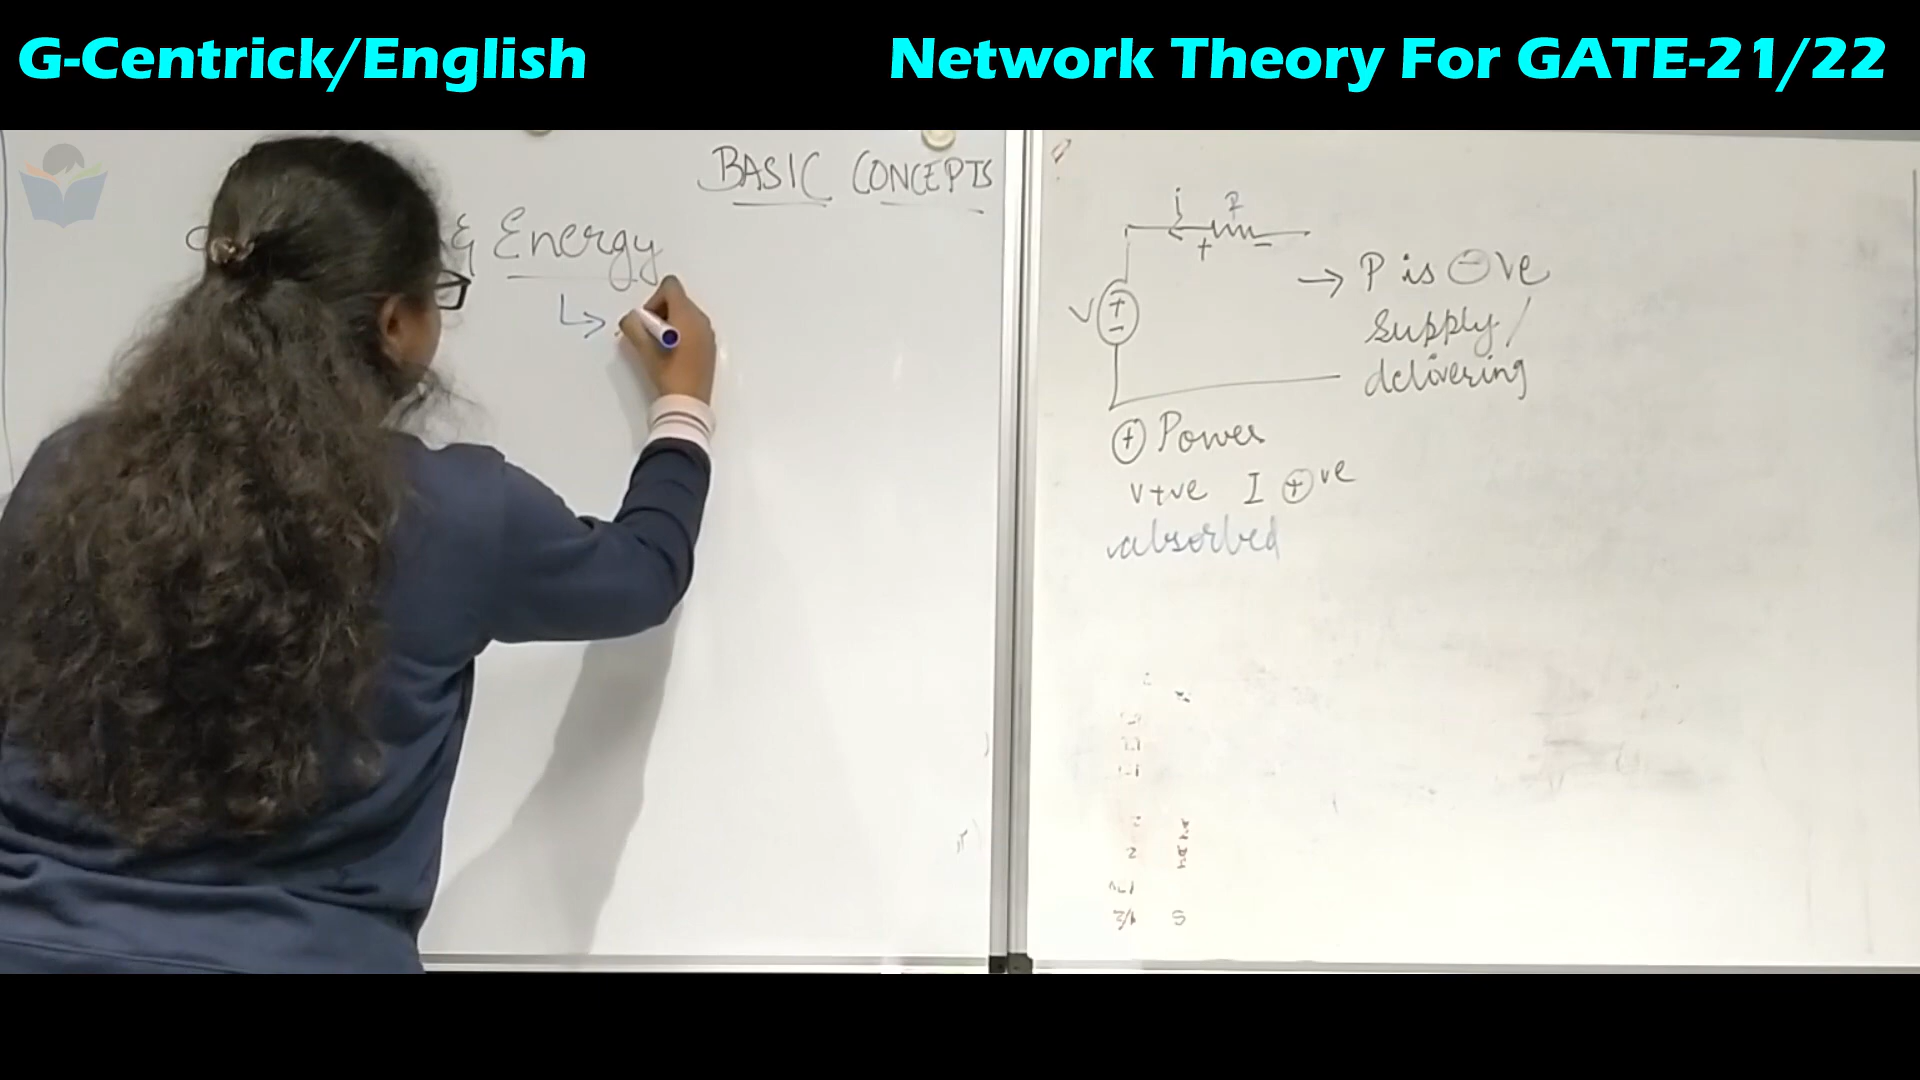 G-Centrick/English
Network Theory For GATE-21/22
BASIC CONCEPTS
& Energy
i
V
+
-
+ -
→ P is ⊖ve
supply/
delivering
⊕ Power
v+ve I ⊕ve
absorbed